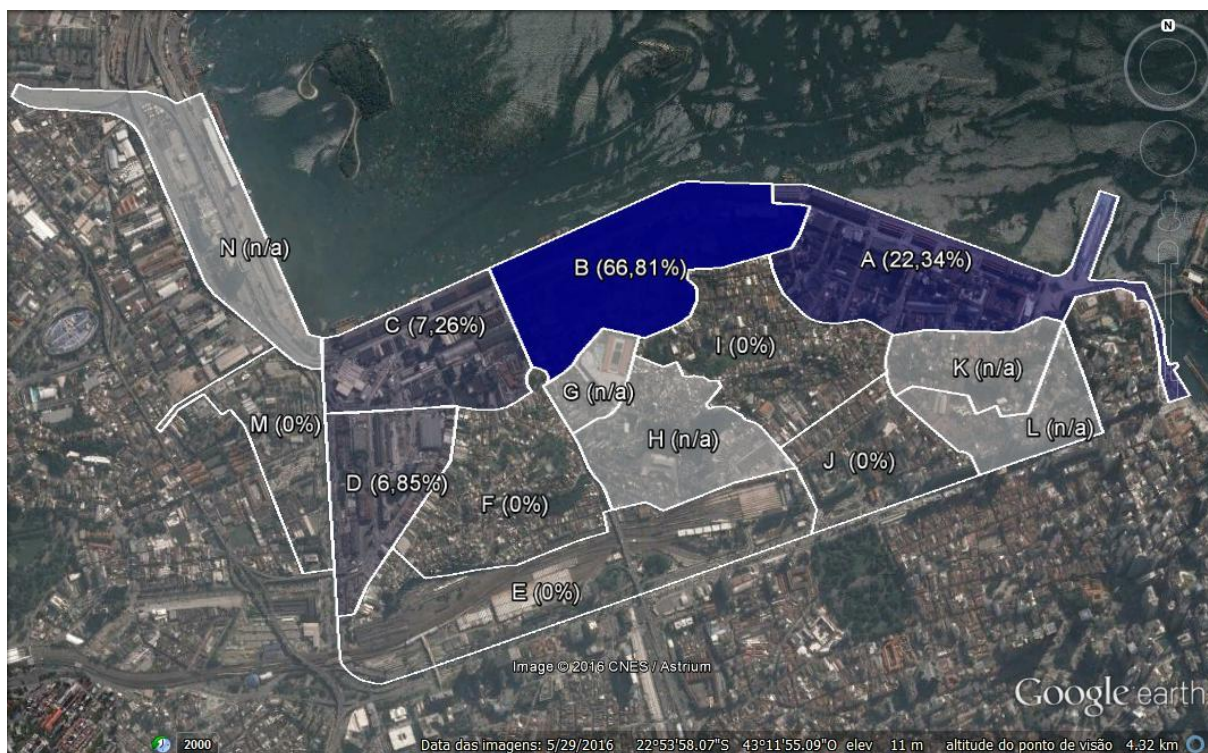 N
N (n/a)
B (66,81%)
A (22,34%)
C (7,26%)
I (0%)
K (n/a)
G (n/a)
M (0%)
L (n/a)
H (n/a)
J (0%)
D (6,85%)
F (0%)
E (0%)
Image © 2016 CNES / Astrium
Google earth
2000
Data das imagens: 5/29/2016 22°53'58.07"S 43°11'55.09"O elev 11 m altitude do ponto de visão 4.32 km